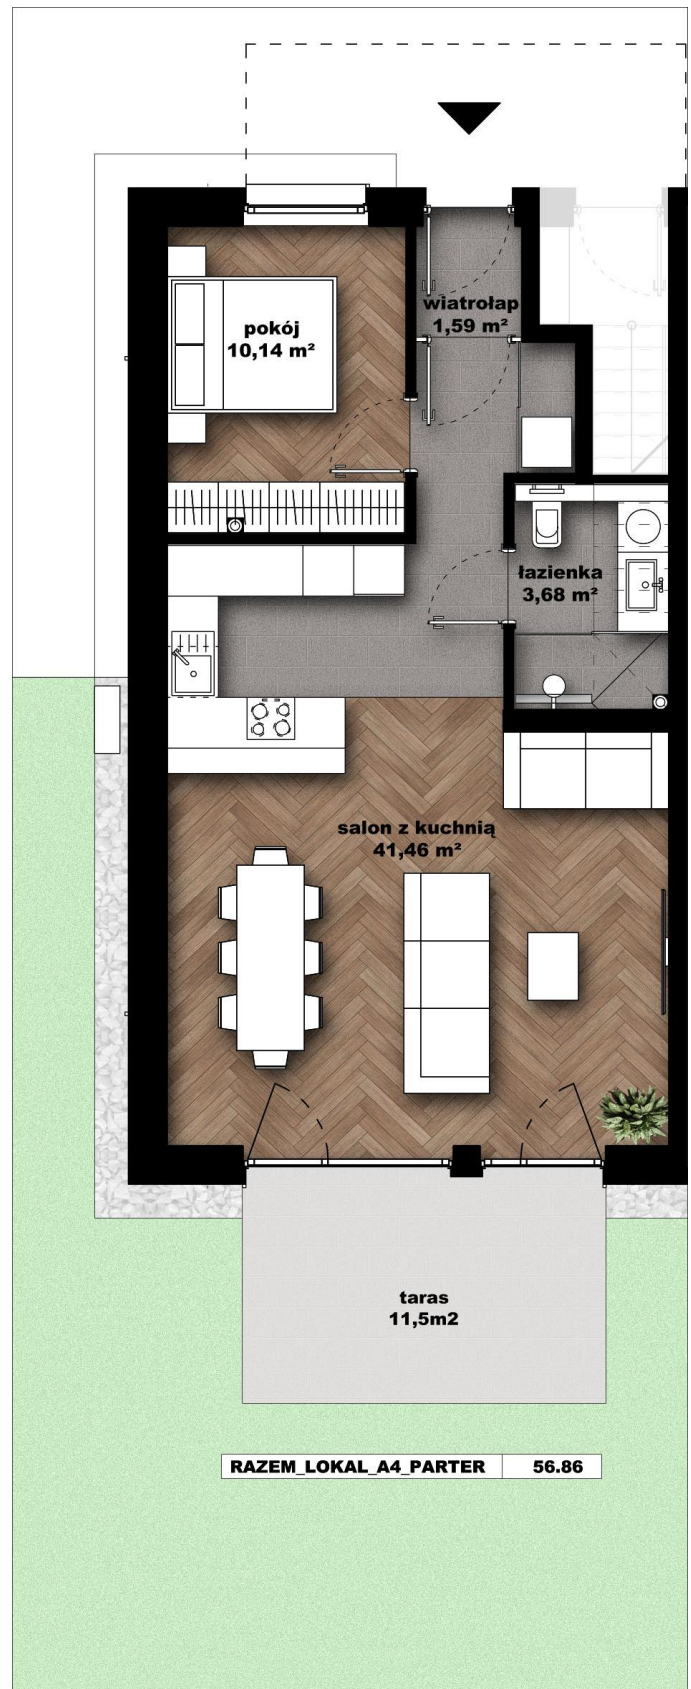 wiatrołap
1,59 m²
pokój
10,14 m²
łazienka
3,68 m²
salon z kuchnią
41,46 m²
taras
11,5m2
RAZEM_LOKAL_A4_PARTER 56.86